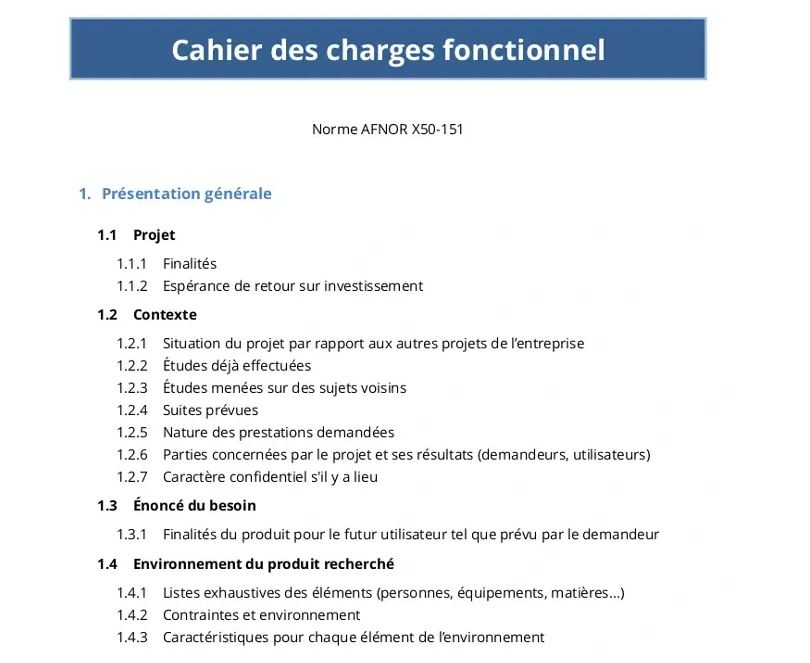 Cahier des charges fonctionnel
Norme AFNOR X50-151
1. Présentation générale
1.1 Projet
1.1.1 Finalités
1.1.2 Espérance de retour sur investissement
1.2 Contexte
1.2.1 Situation du projet par rapport aux autres projets de l’entreprise
1.2.2 Études déjà effectuées
1.2.3 Études menées sur des sujets voisins
1.2.4 Suites prévues
1.2.5 Nature des prestations demandées
1.2.6 Parties concernées par le projet et ses résultats (demandeurs, utilisateurs)
1.2.7 Caractère confidentiel s'il y a lieu
1.3 Énoncé du besoin
1.3.1 Finalités du produit pour le futur utilisateur tel que prévu par le demandeur
1.4 Environnement du produit recherché
1.4.1 Listes exhaustives des éléments (personnes, équipements, matières…)
1.4.2 Contraintes et environnement
1.4.3 Caractéristiques pour chaque élément de l’environnement